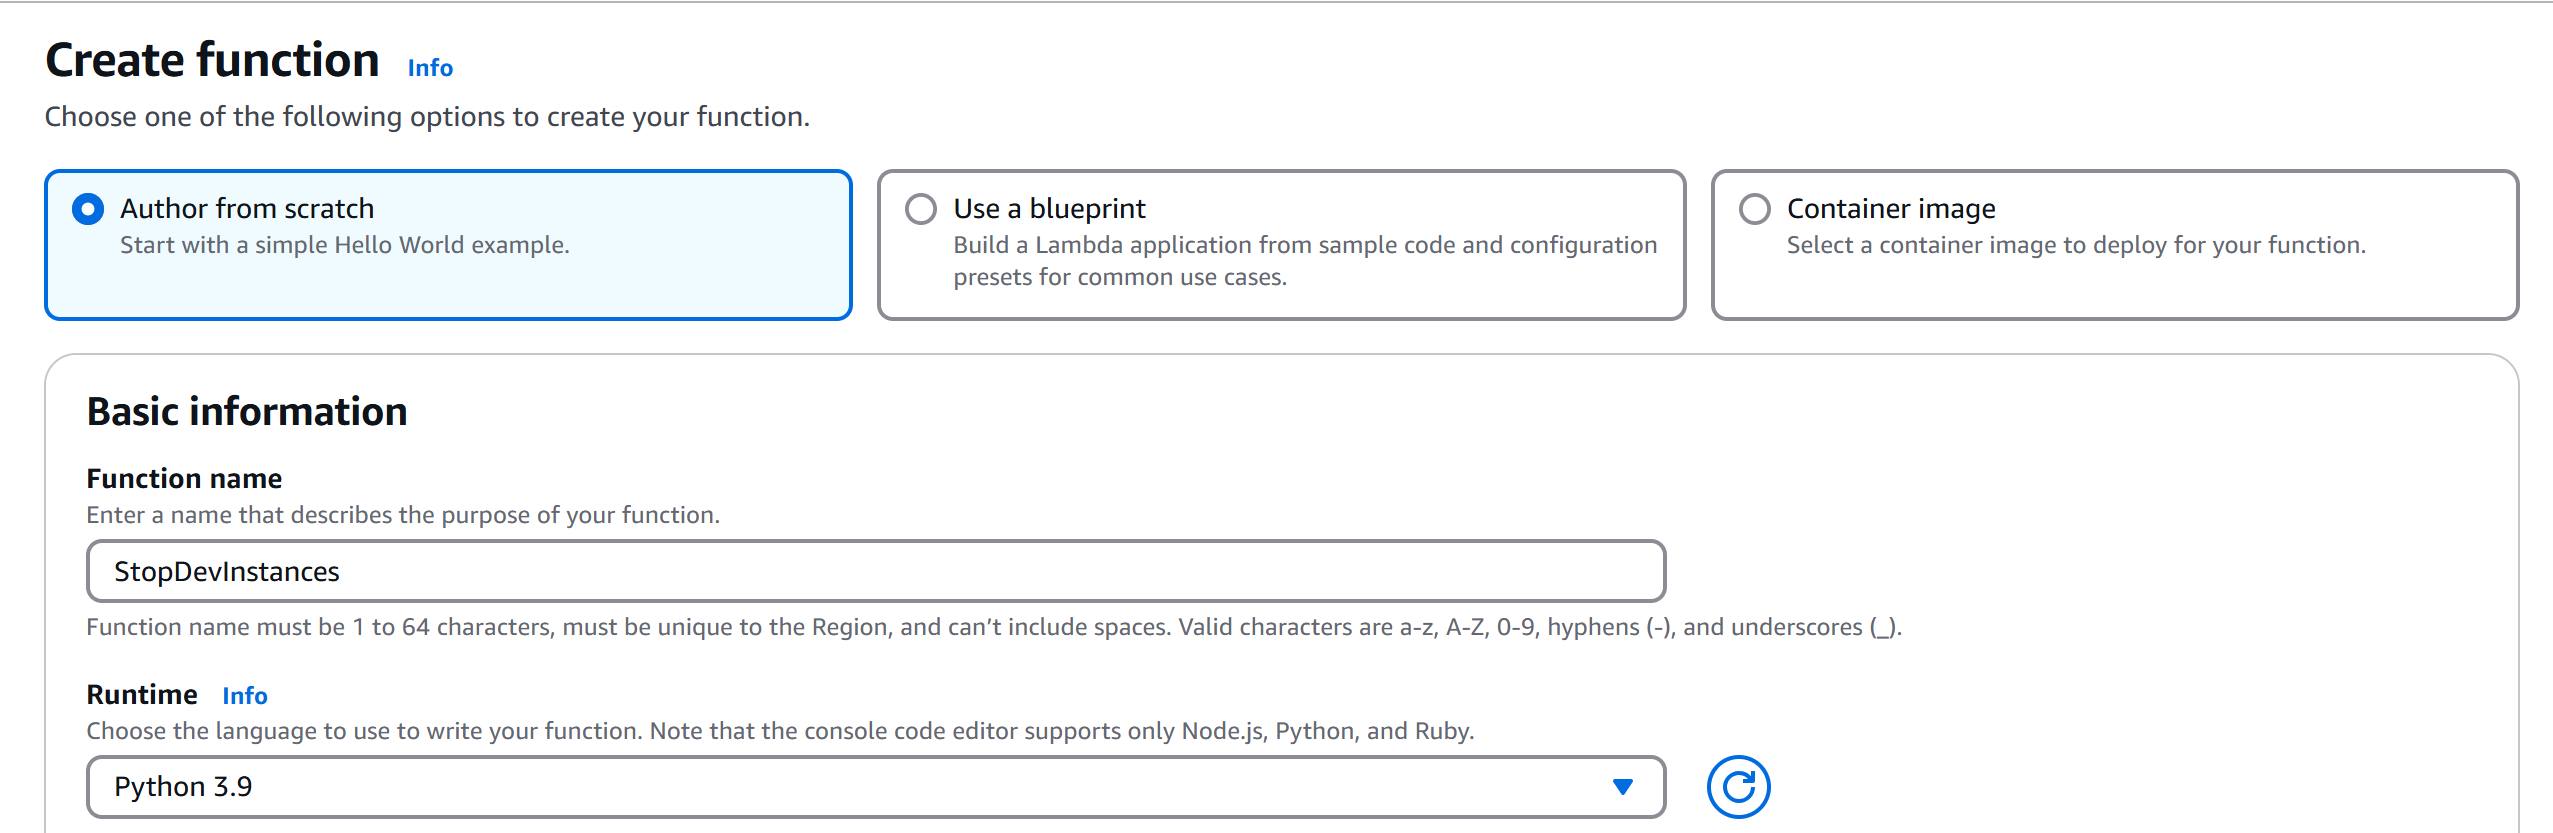 Create function Info
Choose one of the following options to create your function.
Author from scratch
Start with a simple Hello World example.
Use a blueprint
Build a Lambda application from sample code and configuration
presets for common use cases.
Container image
Select a container image to deploy for your function.
Basic information
Function name
Enter a name that describes the purpose of your function.
StopDevInstances
Function name must be 1 to 64 characters, must be unique to the Region, and can’t include spaces. Valid characters are a-z, A-Z, 0-9, hyphens (-), and underscores (_).
Runtime Info
Choose the language to use to write your function. Note that the console code editor supports only Node.js, Python, and Ruby.
Python 3.9